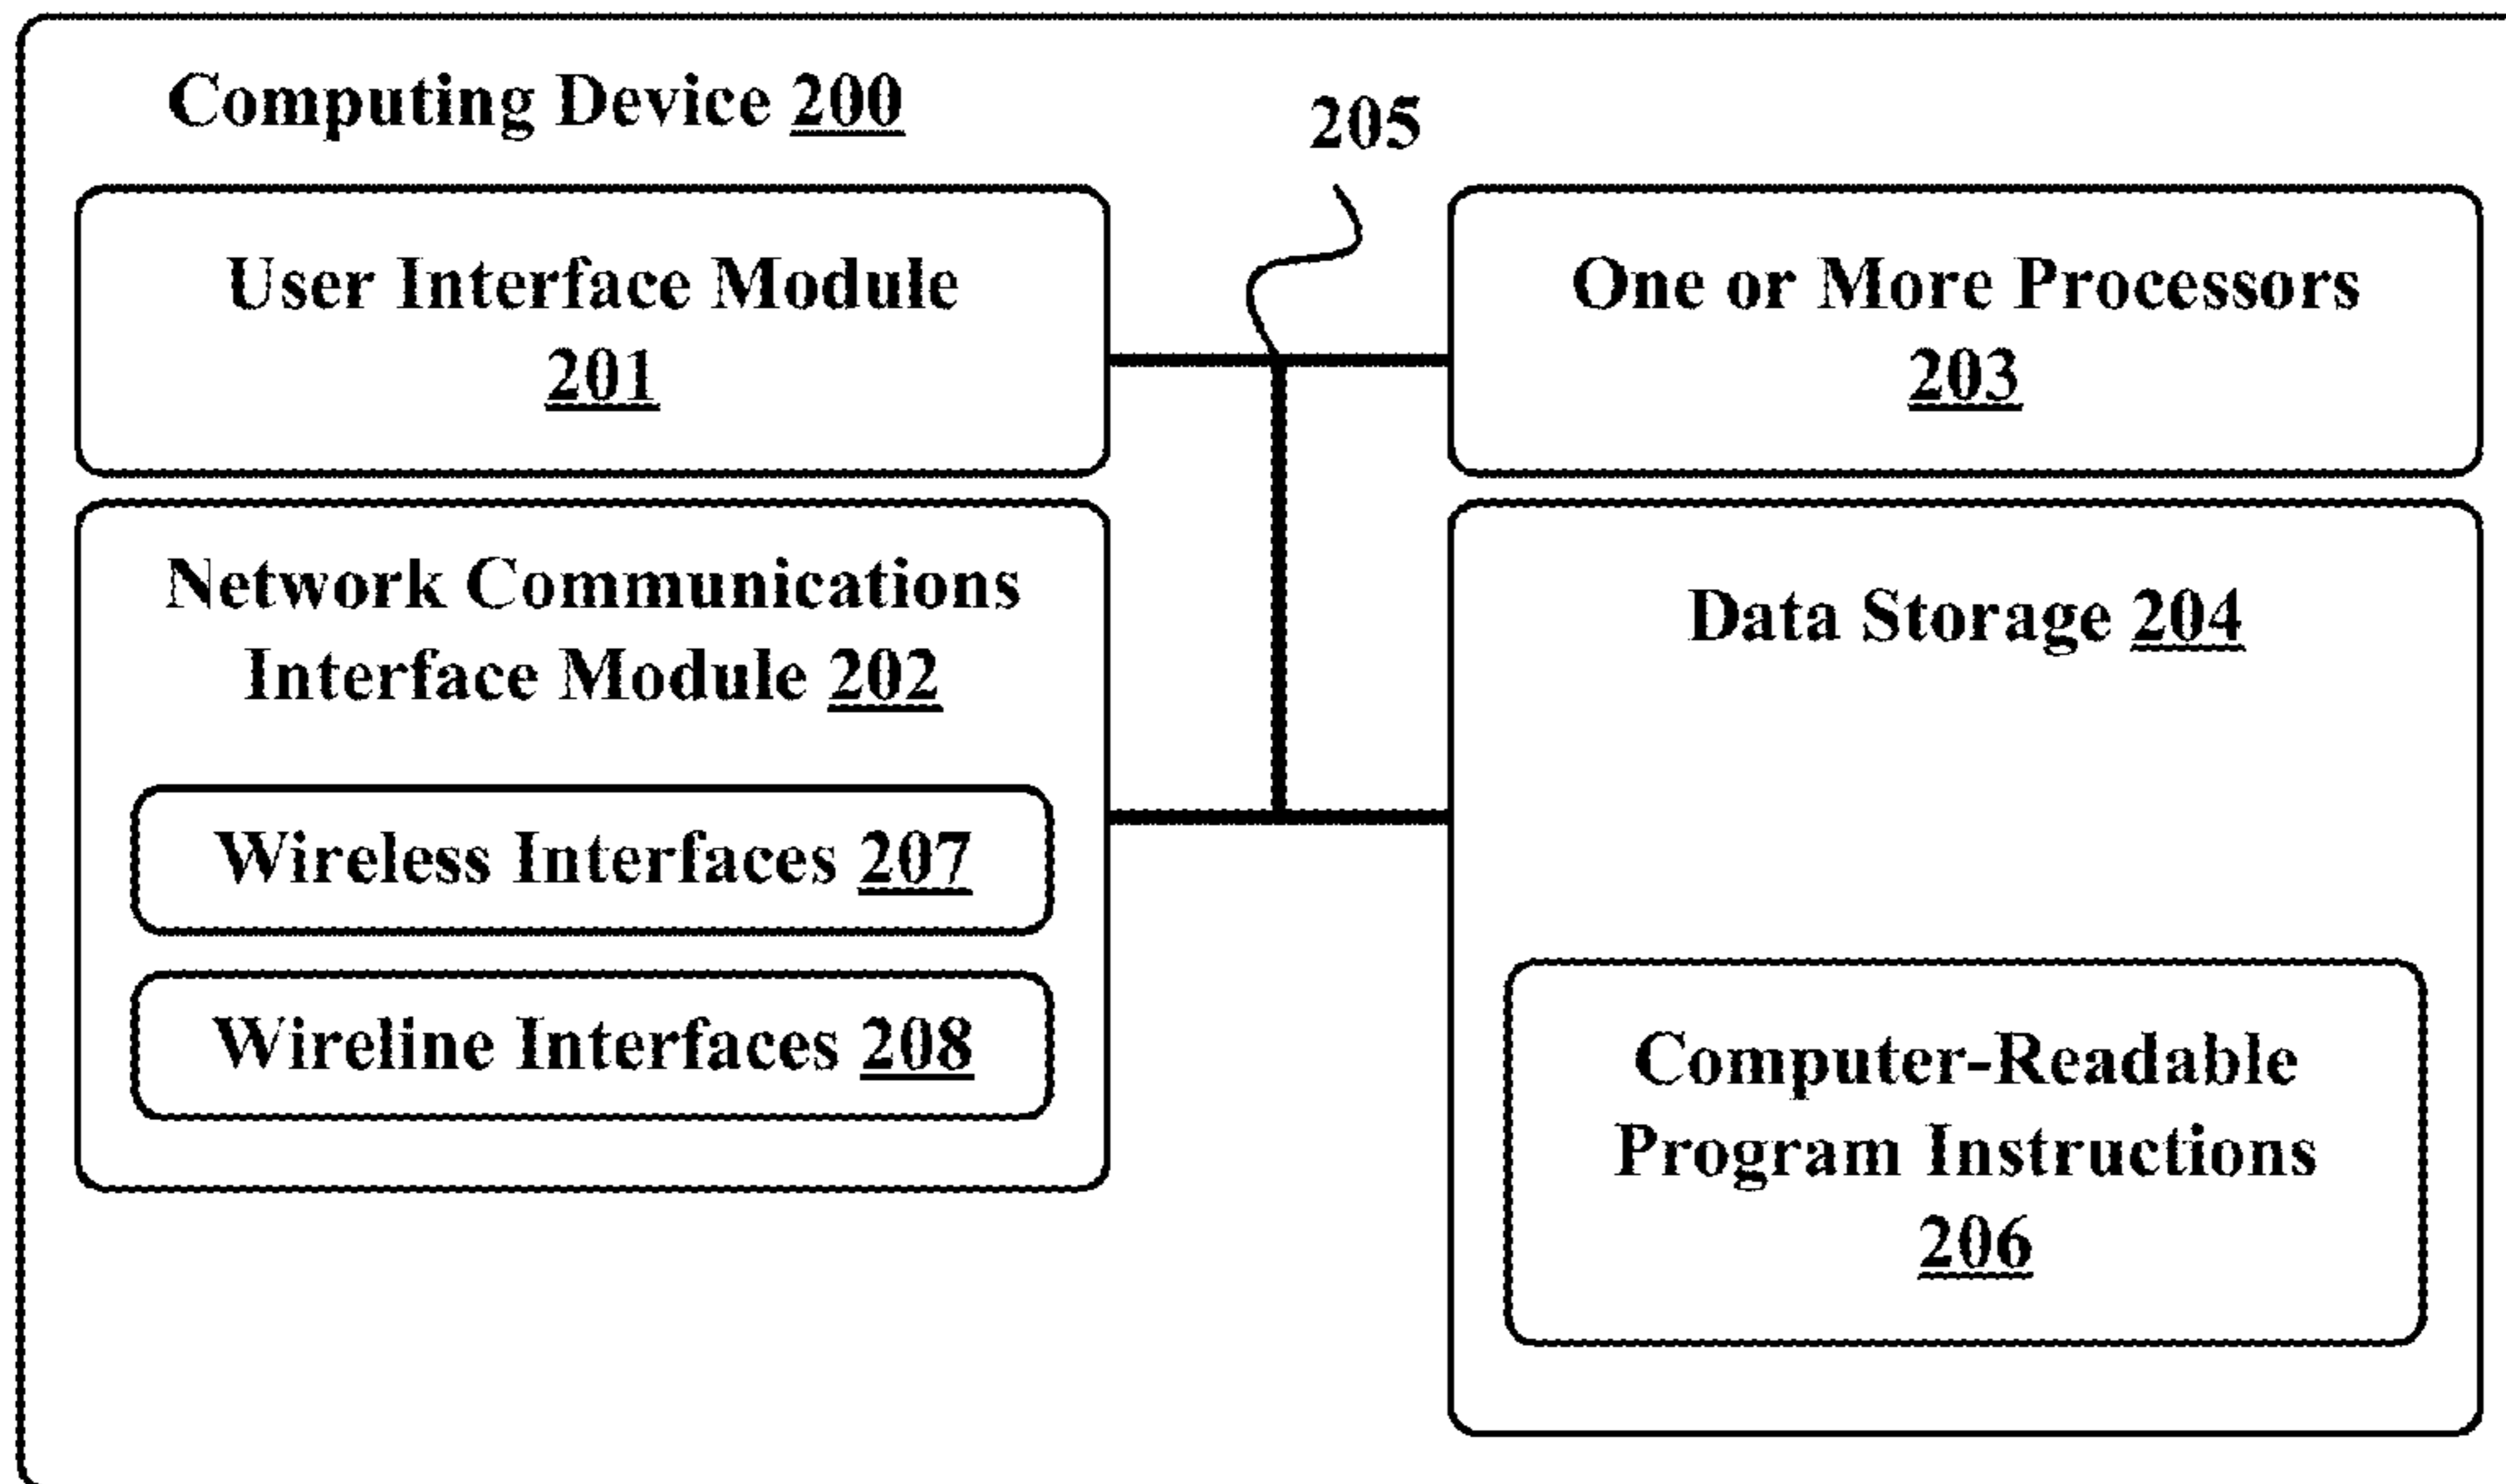 Computing Device 200
205
User Interface Module
201
One or More Processors
203
Network Communications
Interface Module 202
Wireless Interfaces 207
Wireline Interfaces 208
Data Storage 204
Computer-Readable
Program Instructions
206